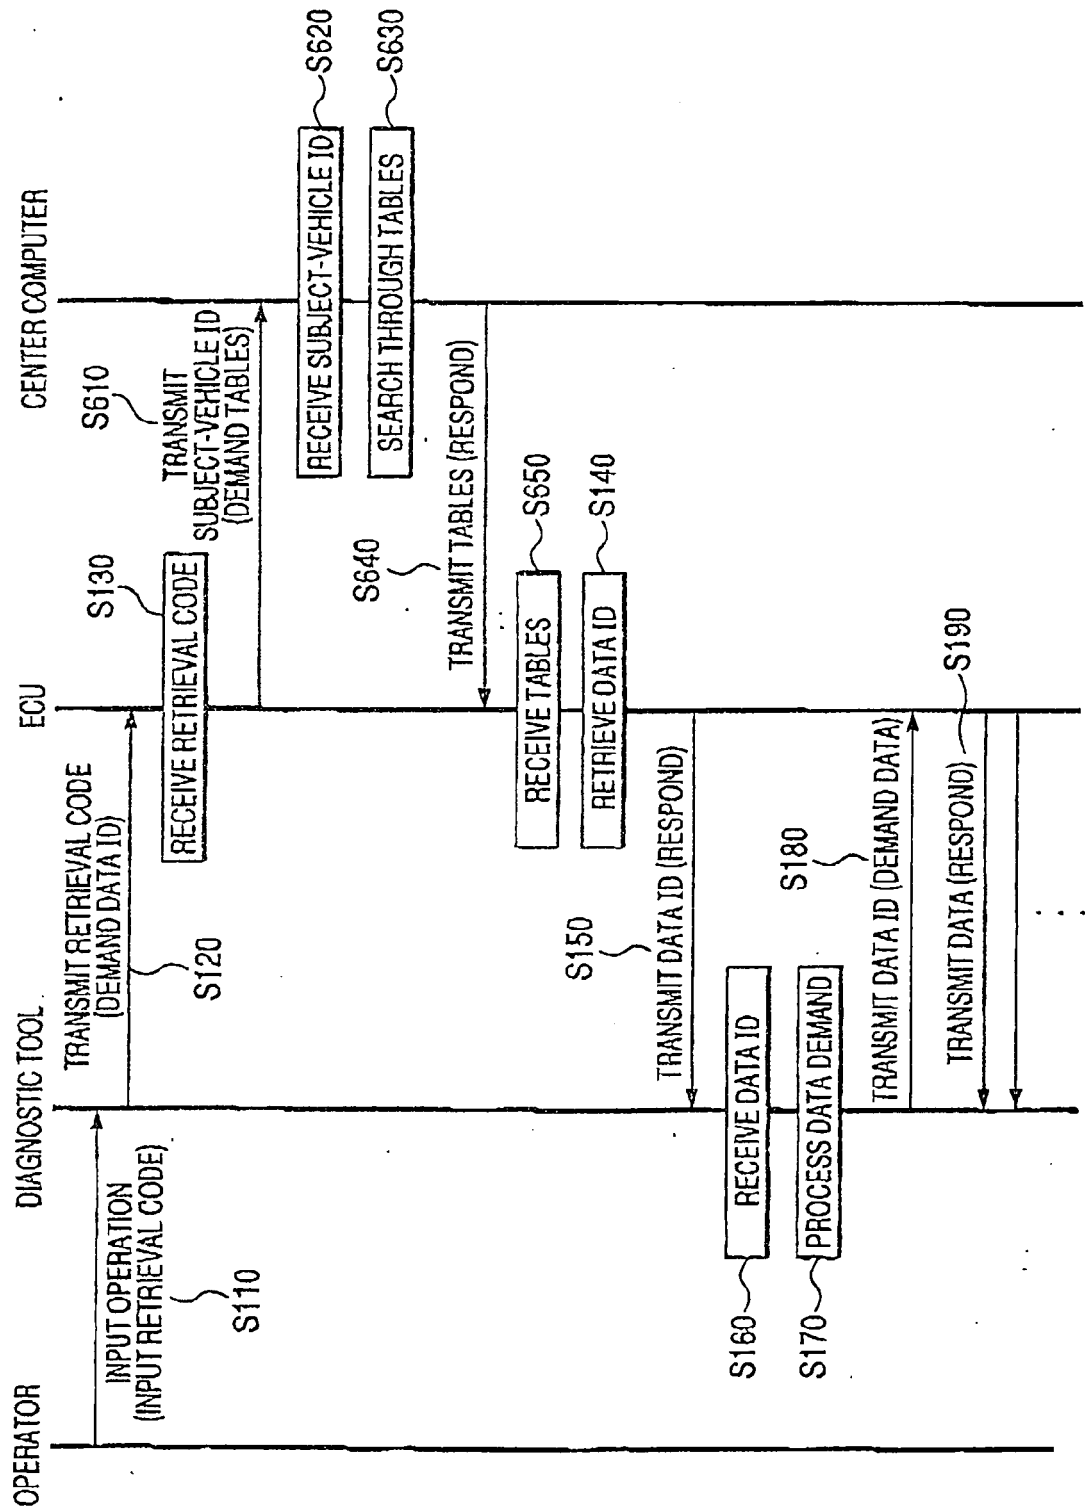 OPERATOR
DIAGNOSTIC TOOL
ECU
CENTER COMPUTER
INPUT OPERATION
(INPUT RETRIEVAL CODE)
S110
TRANSMIT RETRIEVAL CODE
(DEMAND DATA ID)
S120
S130
RECEIVE RETRIEVAL CODE
S610
TRANSMIT
SUBJECT-VEHICLE ID
(DEMAND TABLES)
RECEIVE SUBJECT-VEHICLE ID
S620
SEARCH THROUGH TABLES
S630
TRANSMIT TABLES (RESPOND)
S640
RECEIVE TABLES
S650
RETRIEVE DATA ID
S140
S150
TRANSMIT DATA ID (RESPOND)
S160
RECEIVE DATA ID
S170
PROCESS DATA DEMAND
S180
TRANSMIT DATA ID (DEMAND DATA)
TRANSMIT DATA (RESPOND)
S190